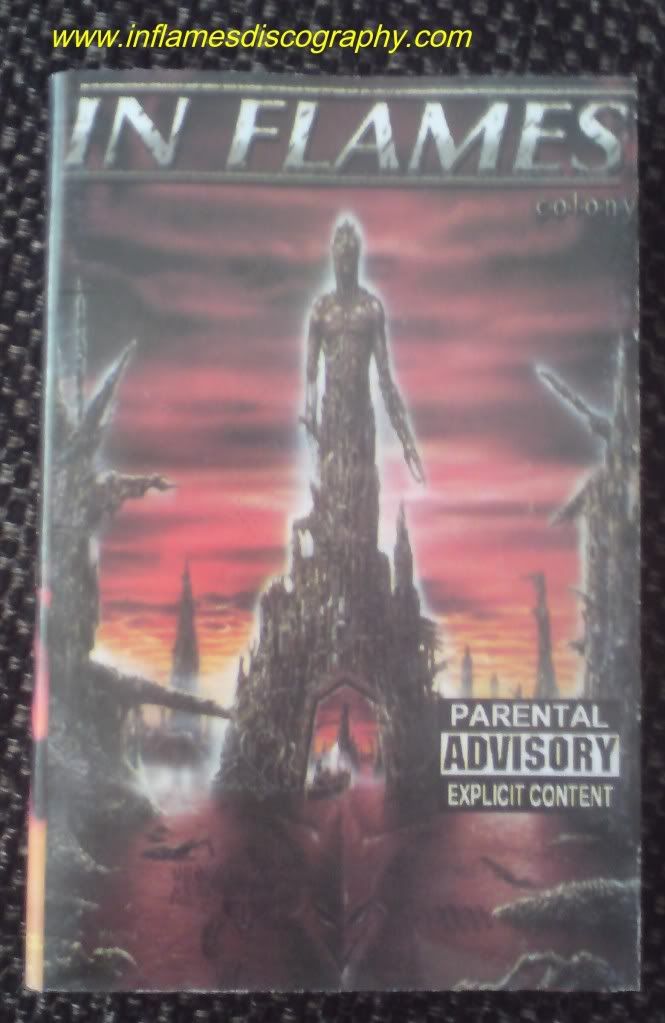 www.inflamesdiscography.com
IN FLAMES
colony
PARENTAL
ADVISORY
EXPLICIT CONTENT